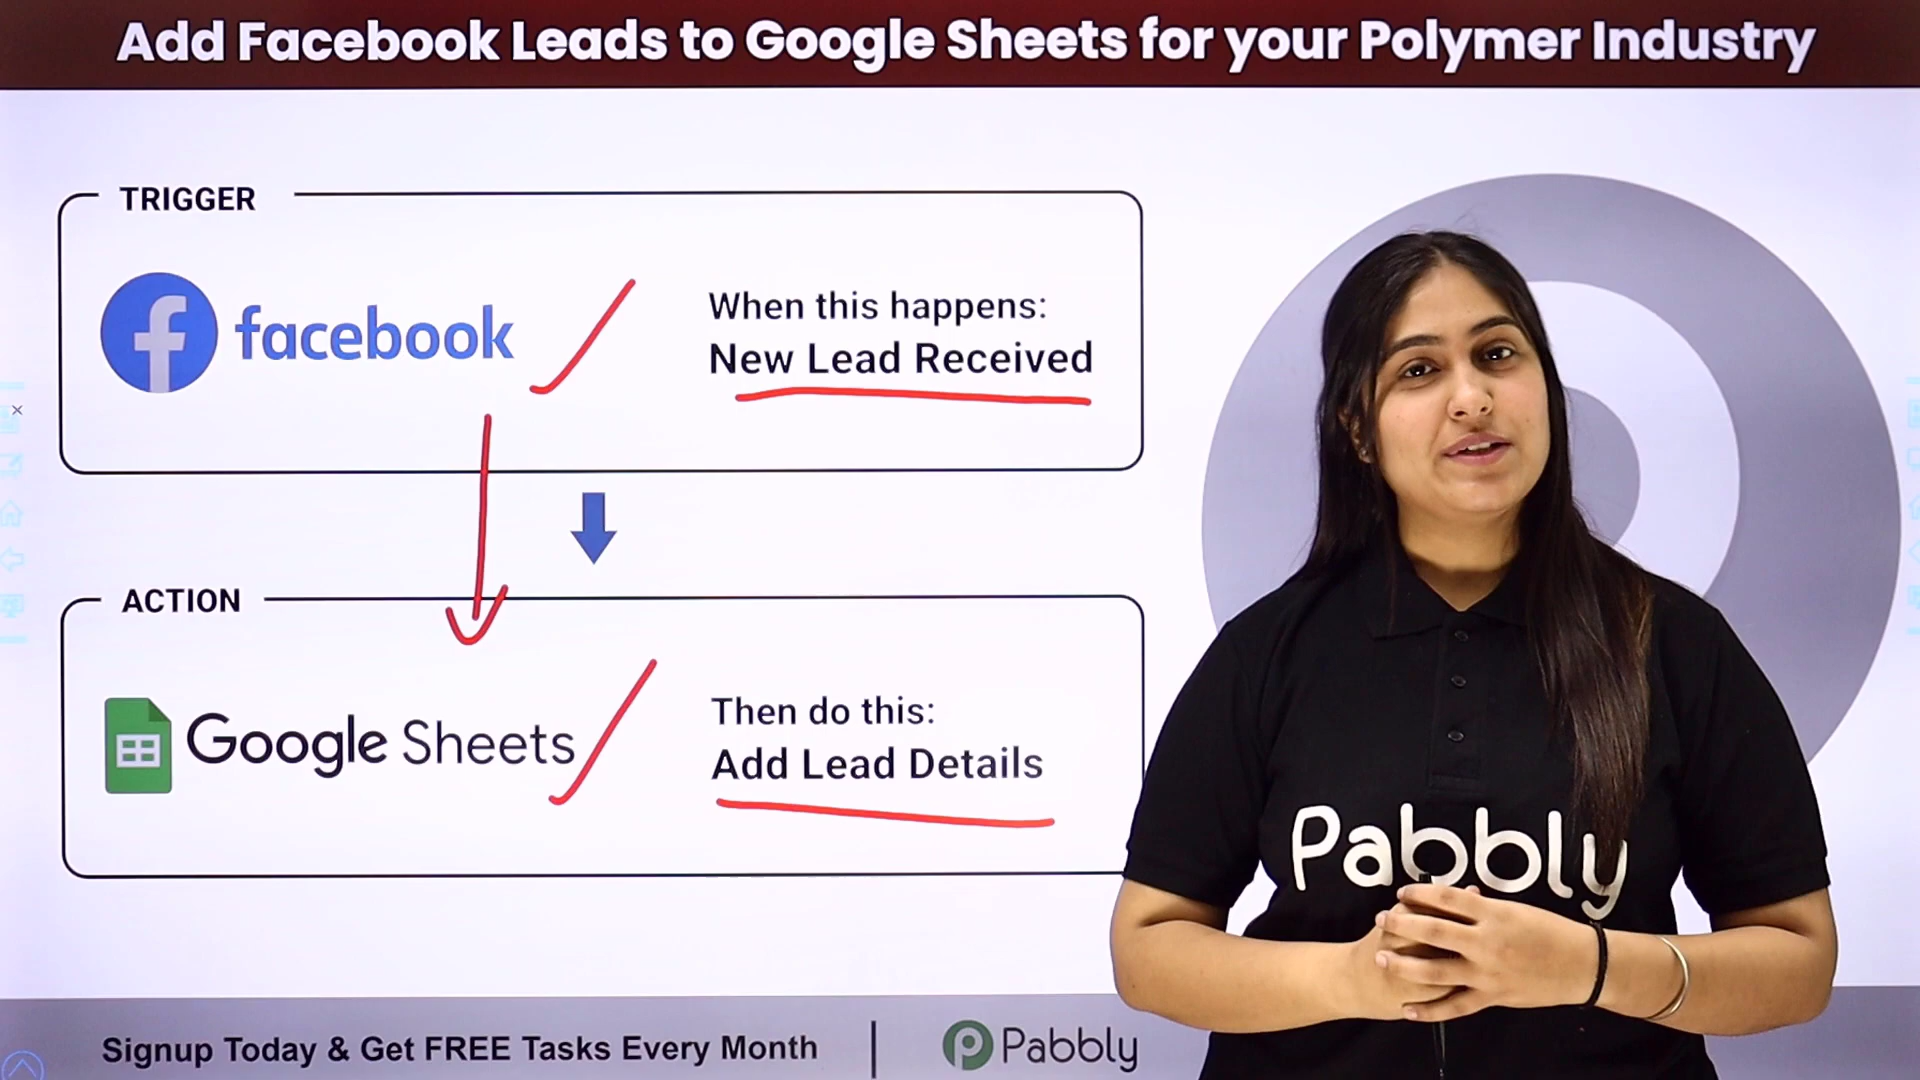 Add Facebook Leads to Google Sheets for your Polymer Industry
TRIGGER
facebook
When this happens:
New Lead Received
ACTION
Google Sheets
Then do this:
Add Lead Details
Pabbly
Signup Today & Get FREE Tasks Every Month
Pabbly